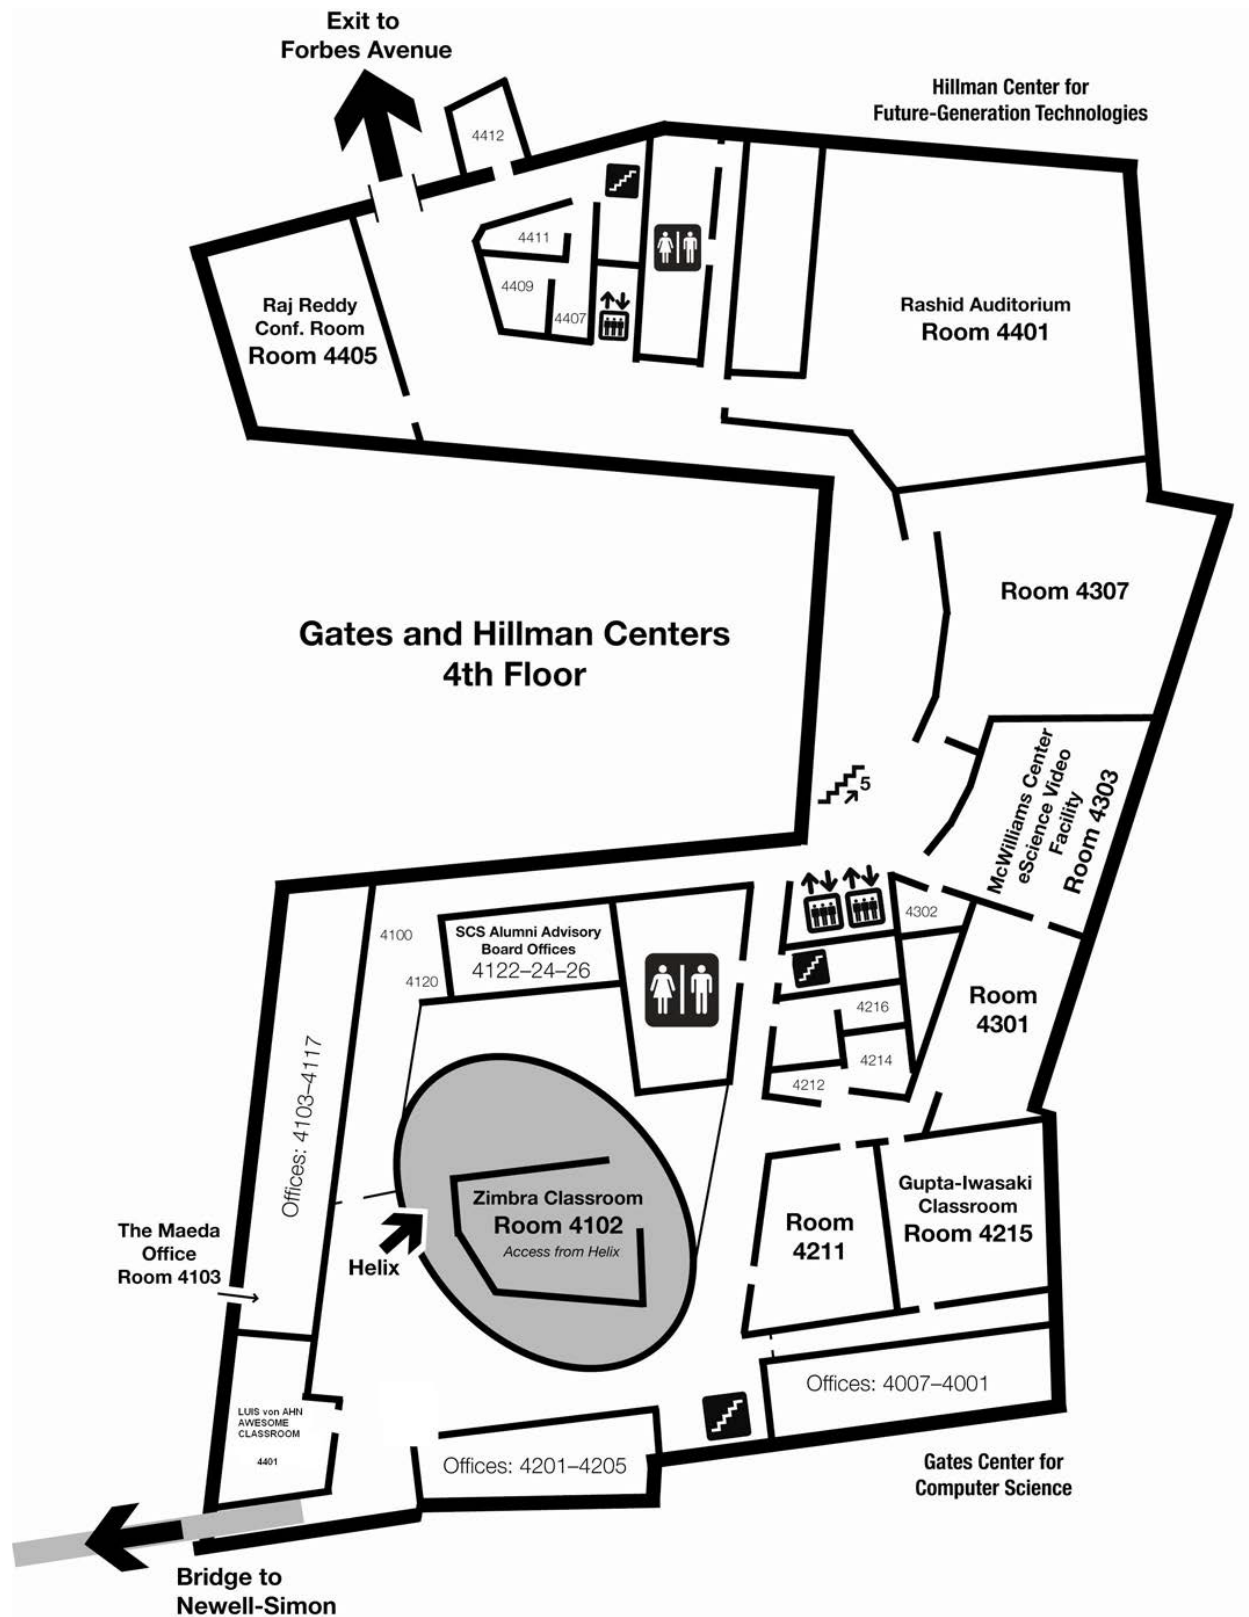 Exit to
Forbes Avenue
Hillman Center for
Future-Generation Technologies
4412
4411
4409
4407
Raj Reddy
Conf. Room
Room 4405
Rashid Auditorium
Room 4401
Room 4307
Gates and Hillman Centers
4th Floor
McWilliams Center
eScience Video
Facility
Room 4303
5
4302
4100
SCS Alumni Advisory
Board Offices
4122–24–26
4120
Room
4301
4216
4214
4212
Offices: 4103–4117
Zimbra Classroom
Room 4102
Access from Helix
Helix
The Maeda
Office
Room 4103
Room
4211
Gupta-Iwasaki
Classroom
Room 4215
Offices: 4007–4001
LUIS von AHN
AWESOME
CLASSROOM
4401
Offices: 4201–4205
Gates Center for
Computer Science
Bridge to
Newell-Simon